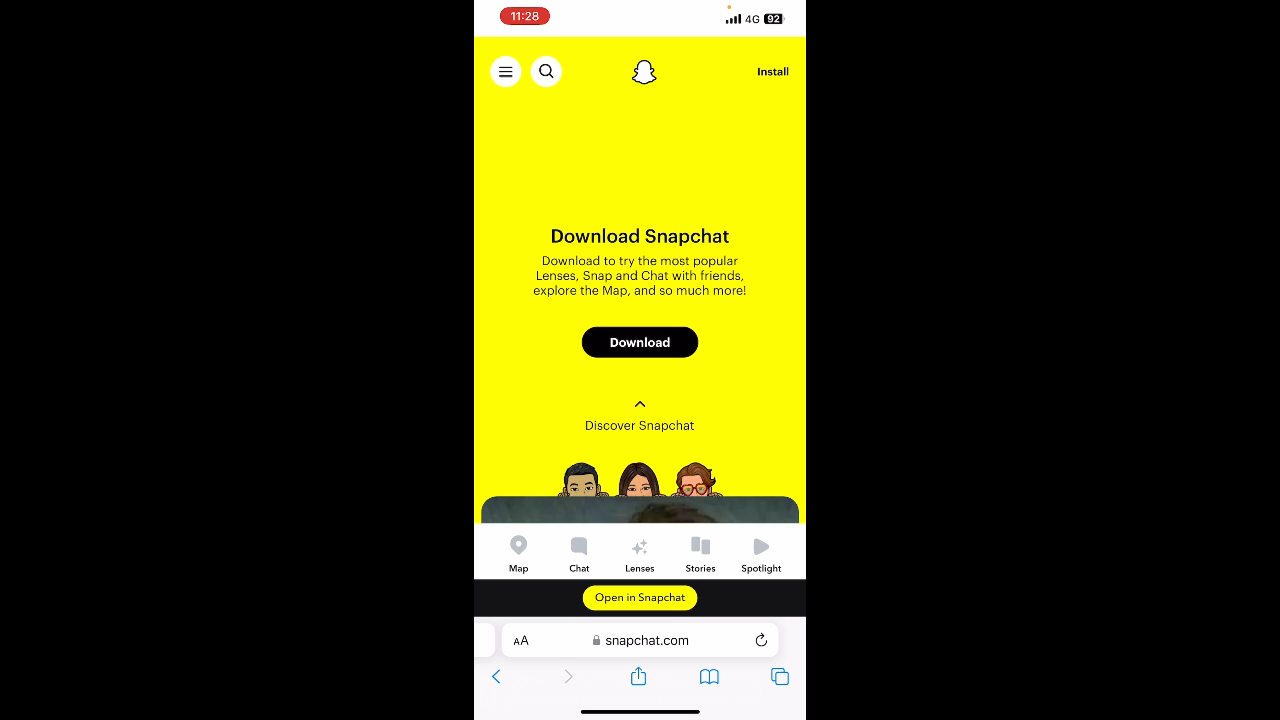 11:28
4G 92
Install
Download Snapchat
Download to try the most popular
Lenses, Snap and Chat with friends,
explore the Map, and so much more!
Download
Discover Snapchat
Map Chat Lenses Stories Spotlight
Open in Snapchat
AA snapchat.com